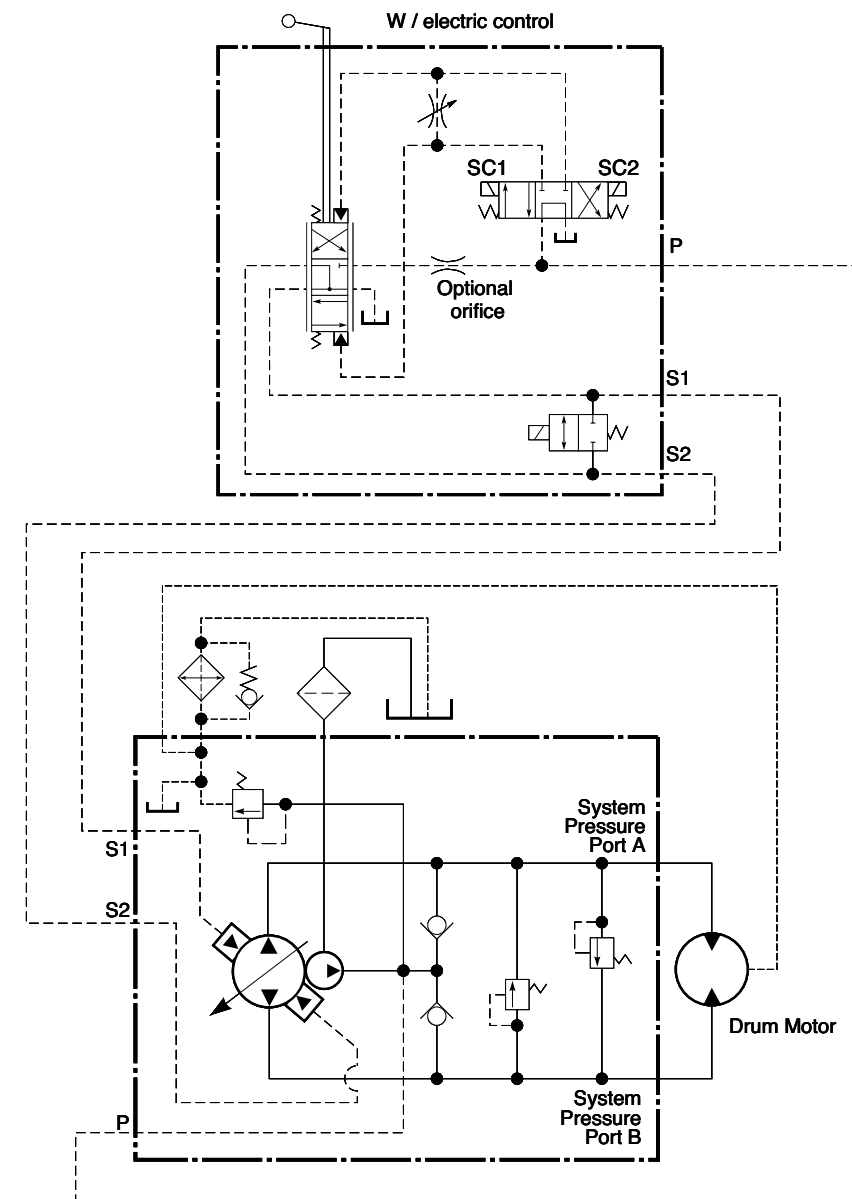 W / electric control
SC1
SC2
P
Optional
orifice
S1
S2
System
Pressure
Port A
S1
S2
Drum Motor
System
Pressure
Port B
P